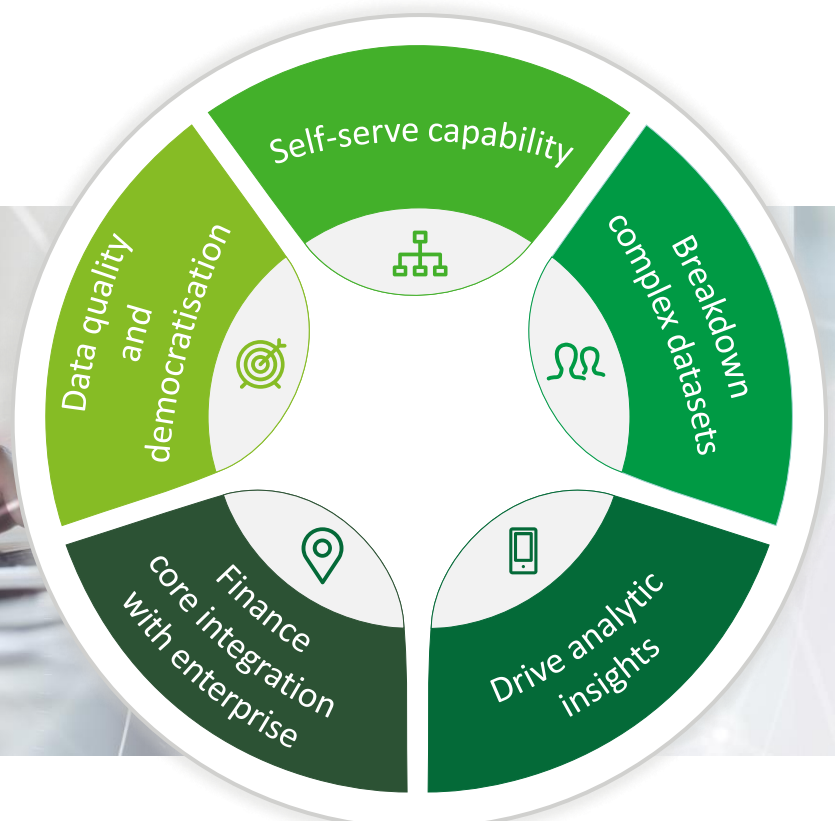 Self-serve capability
Breakdown
complex datasets
Drive analytic
insights
Finance
core integration
with enterprise
Data quality
and
democratisation